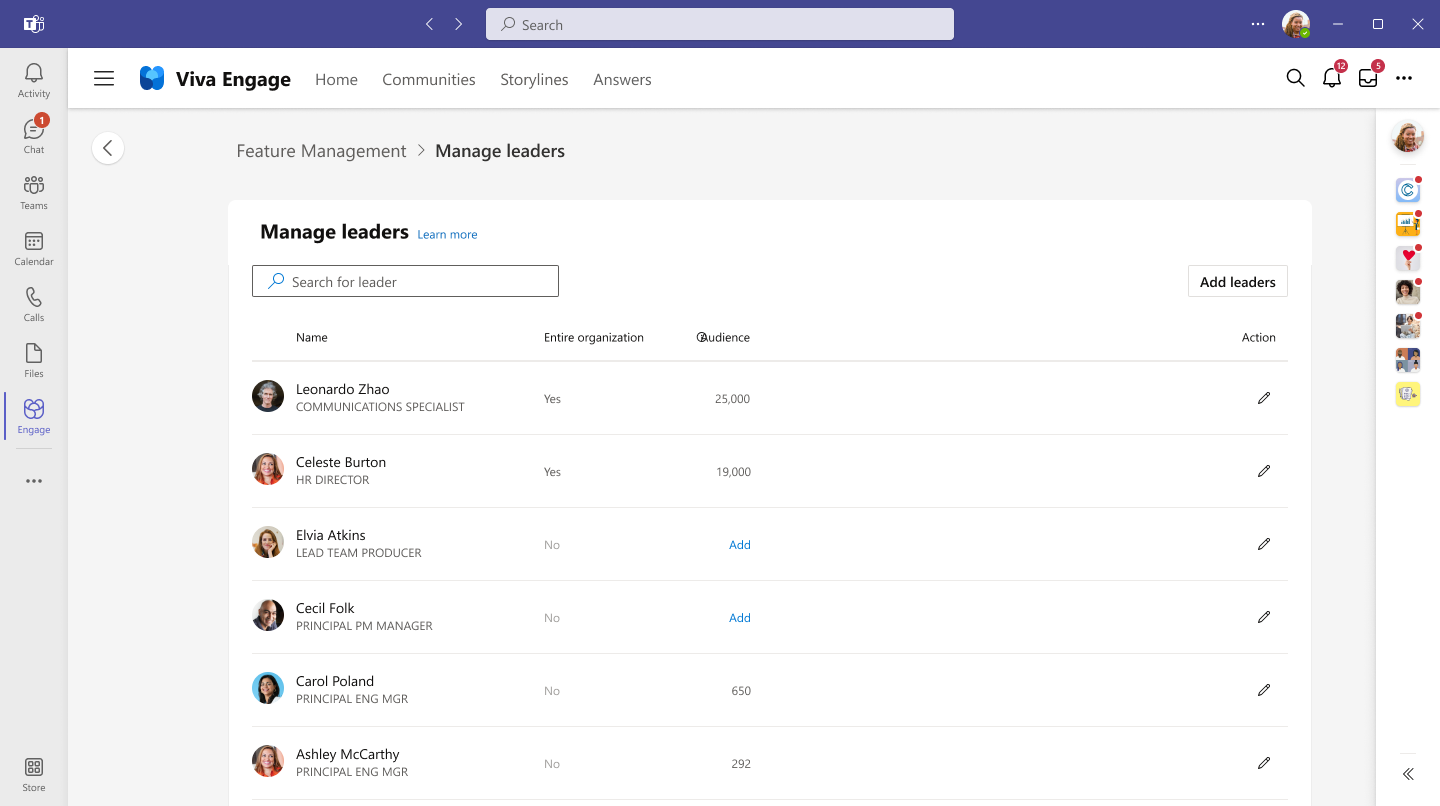 Search
Activity
1
Chat
Teams
Calendar
Calls
Files
Engage
Store
Viva Engage
Home
Communities
Storylines
Answers
12
5
Feature Management > Manage leaders
Manage leaders Learn more
Search for leader
Add leaders
Name Entire organization Audience Action
Leonardo Zhao
COMMUNICATIONS SPECIALIST
Yes 25,000
Celeste Burton
HR DIRECTOR
Yes 19,000
Elvia Atkins
LEAD TEAM PRODUCER
No Add
Cecil Folk
PRINCIPAL PM MANAGER
No Add
Carol Poland
PRINCIPAL ENG MGR
No 650
Ashley McCarthy
PRINCIPAL ENG MGR
No 292